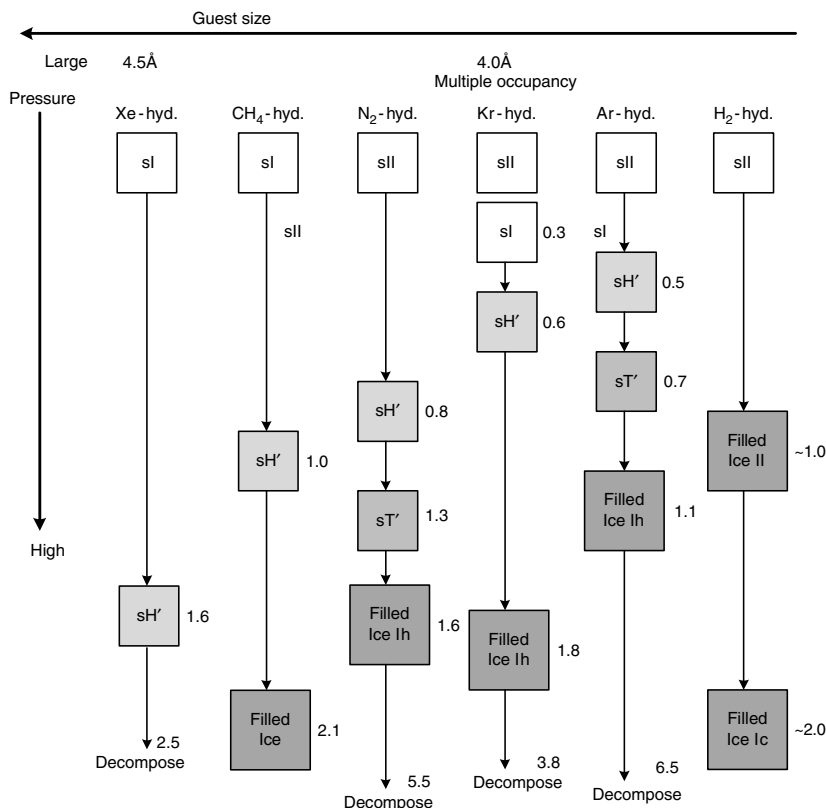 Guest size
Large 4.5Å 4.0Å
Multiple occupancy
Pressure
Xe-hyd. CH₄-hyd. N₂-hyd. Kr-hyd. Ar-hyd. H₂-hyd.
sI sI sII sII sII sII
sII sI 0.3 sI
sH′ 0.5
sH′ 0.6
sT′ 0.7
sH′ 0.8
Filled
Ice II ~1.0
sH′ 1.0
Filled
Ice Ih 1.1
sT′ 1.3
High
sH′ 1.6
Filled
Ice Ih 1.6
Filled
Ice Ih 1.8
Filled
Ice 2.1
Filled
Ice Ic ~2.0
2.5
Decompose
5.5
Decompose
3.8
Decompose
6.5
Decompose